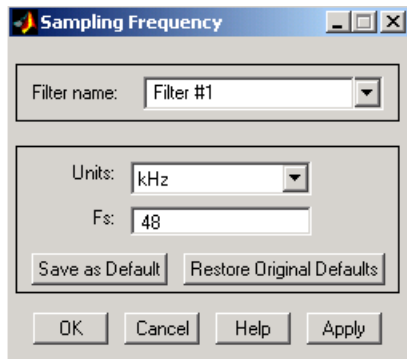 Sampling Frequency
Filter name: Filter #1
Units: kHz
Fs: 48
Save as Default Restore Original Defaults
OK Cancel Help Apply